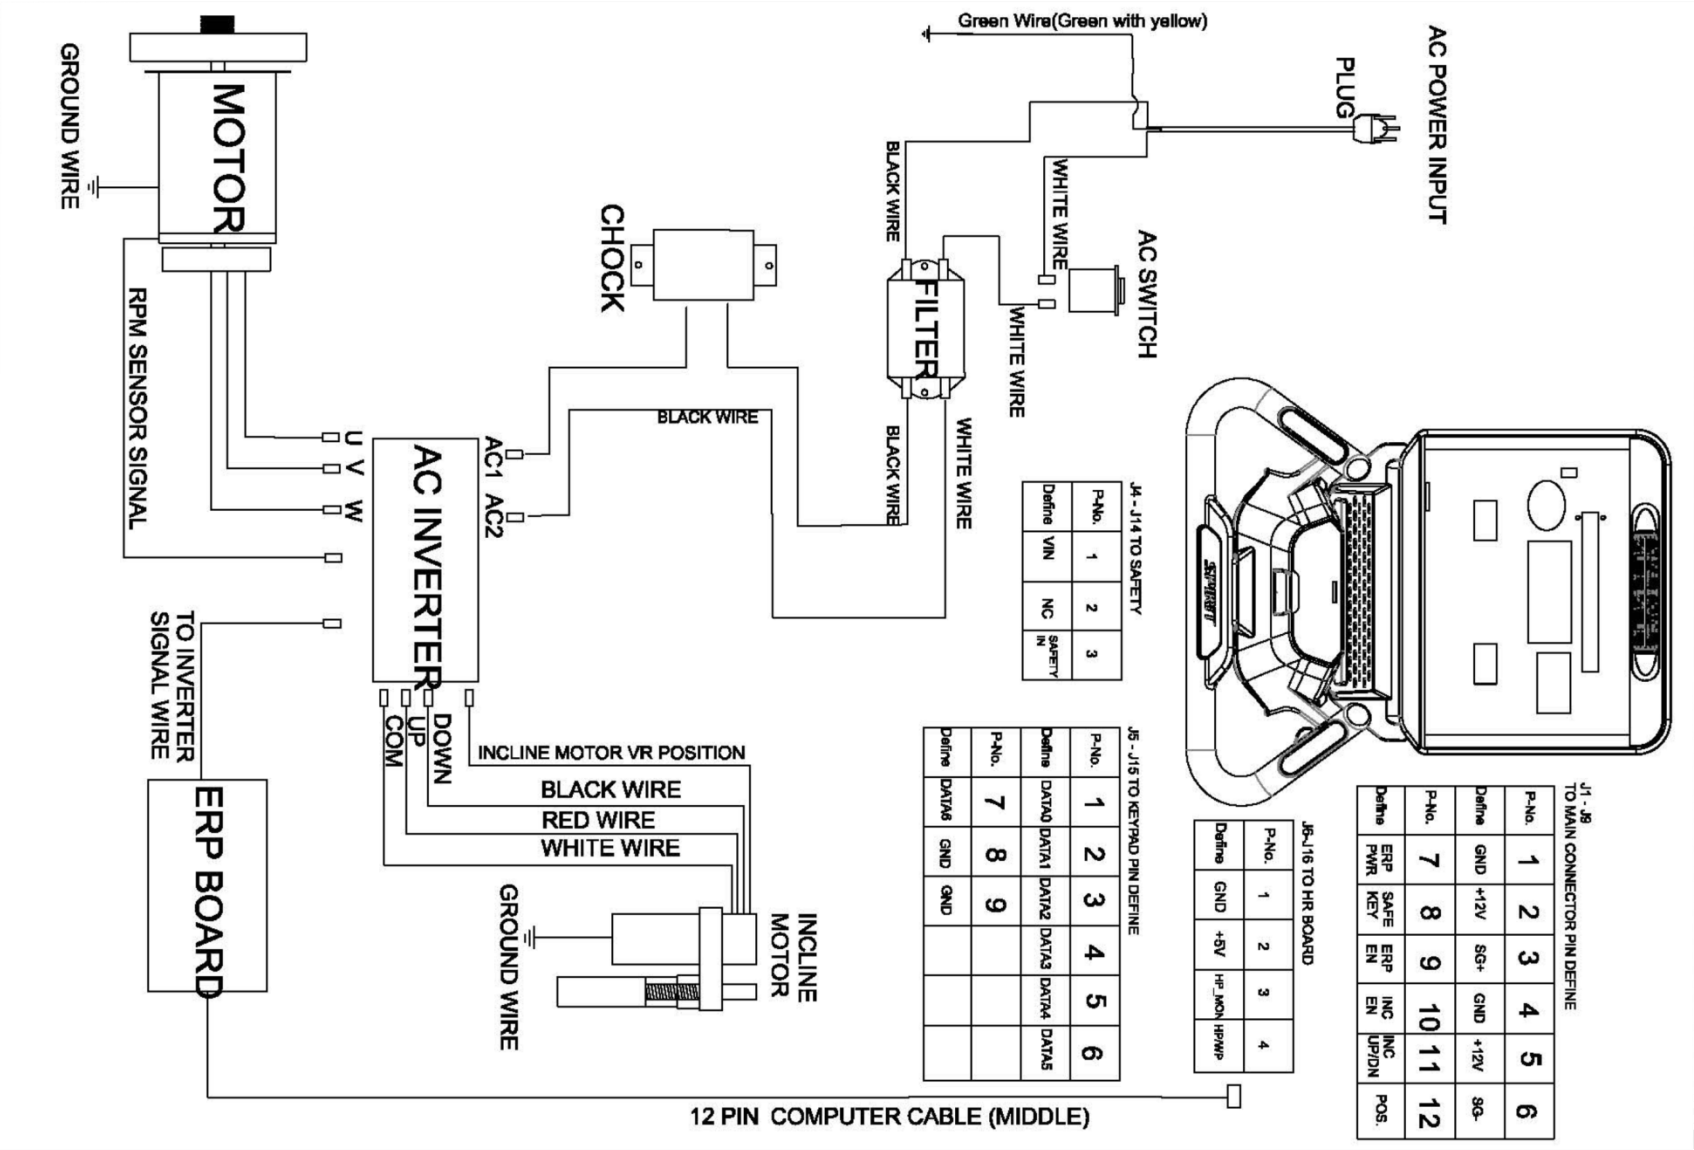 Green Wire(Green with yellow)
AC POWER INPUT
PLUG
GROUND WIRE
MOTOR
BLACK WIRE
WHITE WIRE
AC SWITCH
CHOCK
FILTER
WHITE WIRE
RPM SENSOR SIGNAL
BLACK WIRE
BLACK WIRE
WHITE WIRE
U
V
W
AC INVERTER
AC1
AC2
J4 - J14 TO SAFETY
P-No. 1 2 3
Define VIN NC SAFETY IN
SPIRIT
TO INVERTER
SIGNAL WIRE
COM
UP
DOWN
INCLINE MOTOR VR POSITION
BLACK WIRE
RED WIRE
WHITE WIRE
ERP BOARD
GROUND WIRE
INCLINE
MOTOR
J5 - J15 TO KEYPAD PIN DEFINE
P-No. 1 2 3 4 5 6
Define DATA0 DATA1 DATA2 DATA3 DATA4 DATA5
P-No. 7 8 9
Define DATA6 GND GND
J6-J16 TO HR BOARD
P-No. 1 2 3 4
Define GND +5V HP_MON HP/WP
J1 - J9
TO MAIN CONNECTOR PIN DEFINE
P-No. 1 2 3 4 5 6
Define GND +12V SG+ GND +12V SG-
P-No. 7 8 9 10 11 12
Define ERP PWR SAFE KEY ERP EN INC EN INC UP/DN POS.
12 PIN COMPUTER CABLE (MIDDLE)